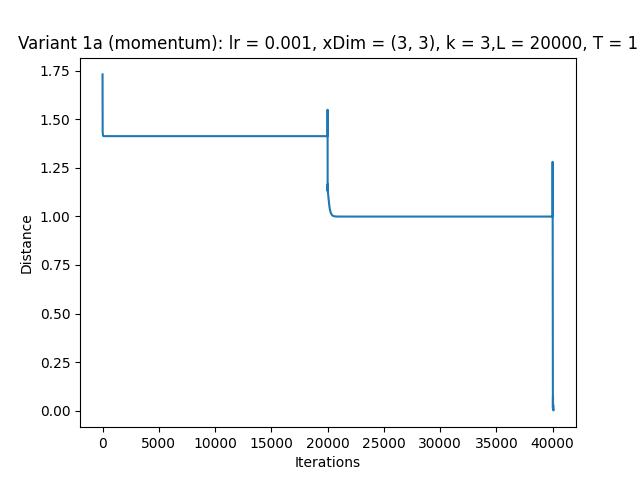 Variant 1a (momentum): lr = 0.001, xDim = (3, 3), k = 3,L = 20000, T = 1
1.75
1.50
1.25
1.00
0.75
0.50
0.25
0.00
Distance
0 5000 10000 15000 20000 25000 30000 35000 40000
Iterations